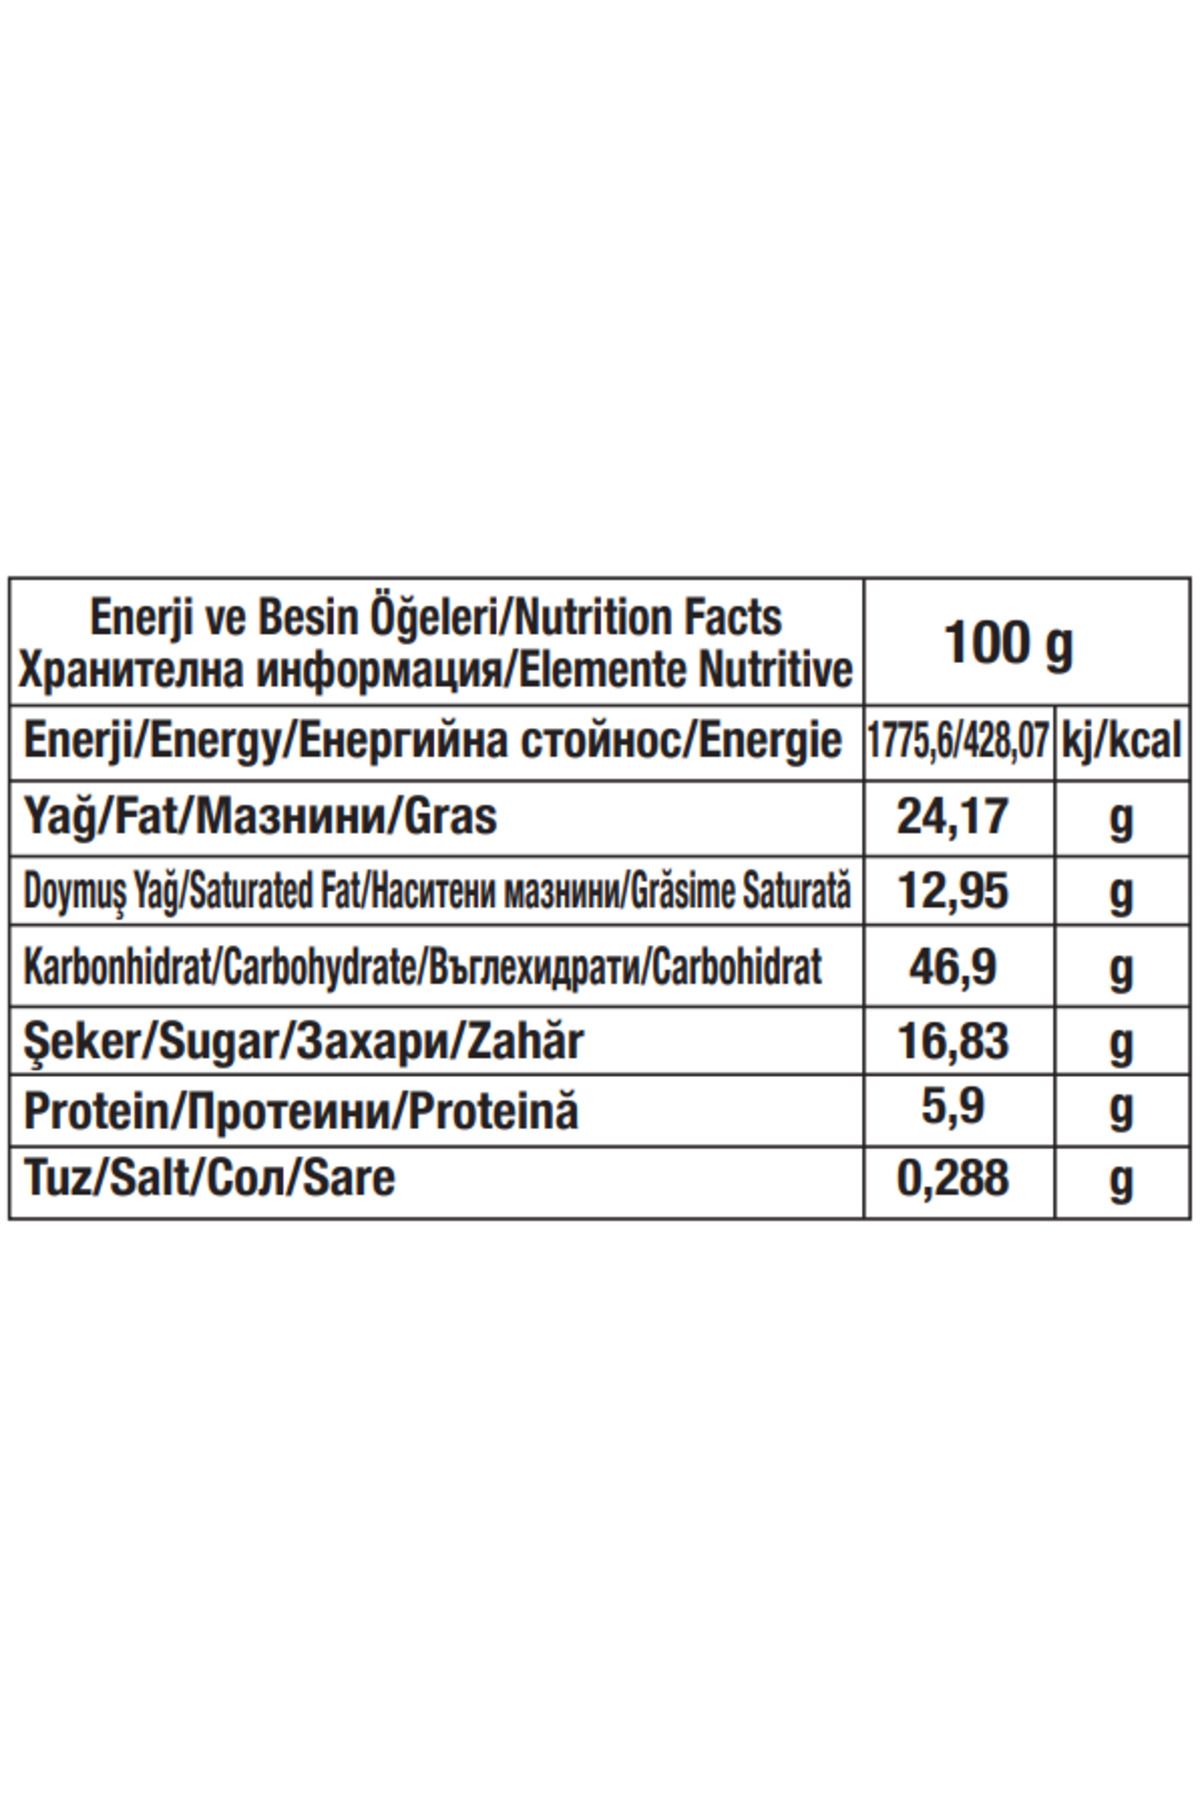 Enerji ve Besin Öğeleri/Nutrition Facts
Хранителна информация/Elemente Nutritive
100 g
Enerji/Energy/Енергийна стойнос/Energie 1775,6/428,07 kj/kcal
Yağ/Fat/Мазнини/Gras 24,17 g
Doymuş Yağ/Saturated Fat/Наситени мазнини/Grăsime Saturată 12,95 g
Karbonhidrat/Carbohydrate/Въглехидрати/Carbohidrat 46,9 g
Şeker/Sugar/Захари/Zahăr 16,83 g
Protein/Протеини/Proteină 5,9 g
Tuz/Salt/Сол/Sare 0,288 g